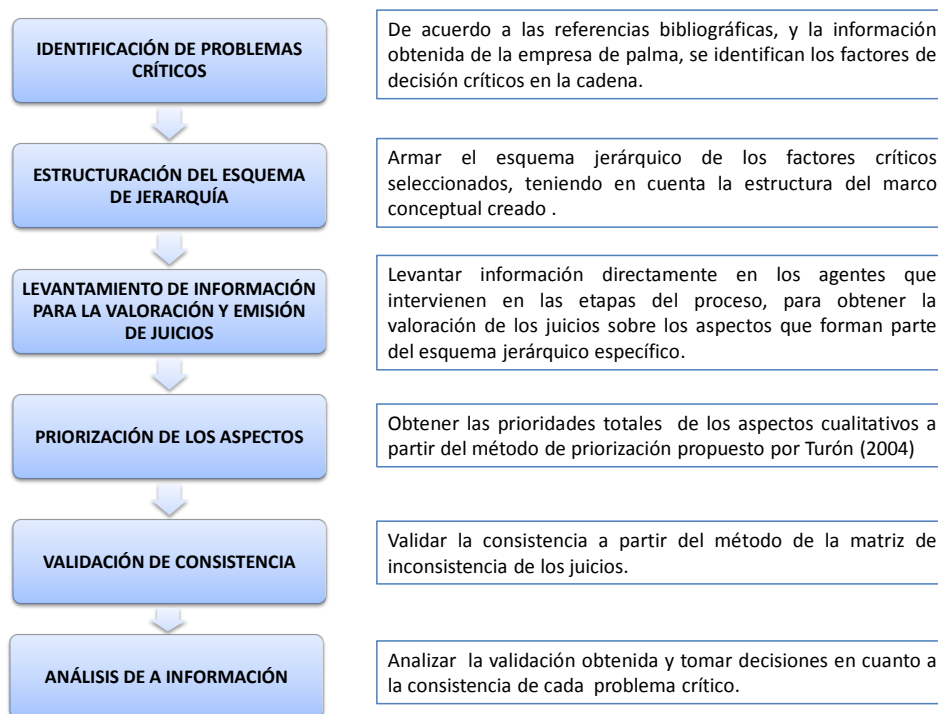 IDENTIFICACIÓN DE PROBLEMAS
CRÍTICOS
De acuerdo a las referencias bibliográficas, y la información
obtenida de la empresa de palma, se identifican los factores de
decisión críticos en la cadena.
ESTRUCTURACIÓN DEL ESQUEMA
DE JERARQUÍA
Armar el esquema jerárquico de los factores críticos
seleccionados, teniendo en cuenta la estructura del marco
conceptual creado .
LEVANTAMIENTO DE INFORMACIÓN
PARA LA VALORACIÓN Y EMISIÓN
DE JUICIOS
Levantar información directamente en los agentes que
intervienen en las etapas del proceso, para obtener la
valoración de los juicios sobre los aspectos que forman parte
del esquema jerárquico específico.
PRIORIZACIÓN DE LOS ASPECTOS
Obtener las prioridades totales de los aspectos cualitativos a
partir del método de priorización propuesto por Turón (2004)
VALIDACIÓN DE CONSISTENCIA
Validar la consistencia a partir del método de la matriz de
inconsistencia de los juicios.
ANÁLISIS DE A INFORMACIÓN
Analizar la validación obtenida y tomar decisiones en cuanto a
la consistencia de cada problema crítico.